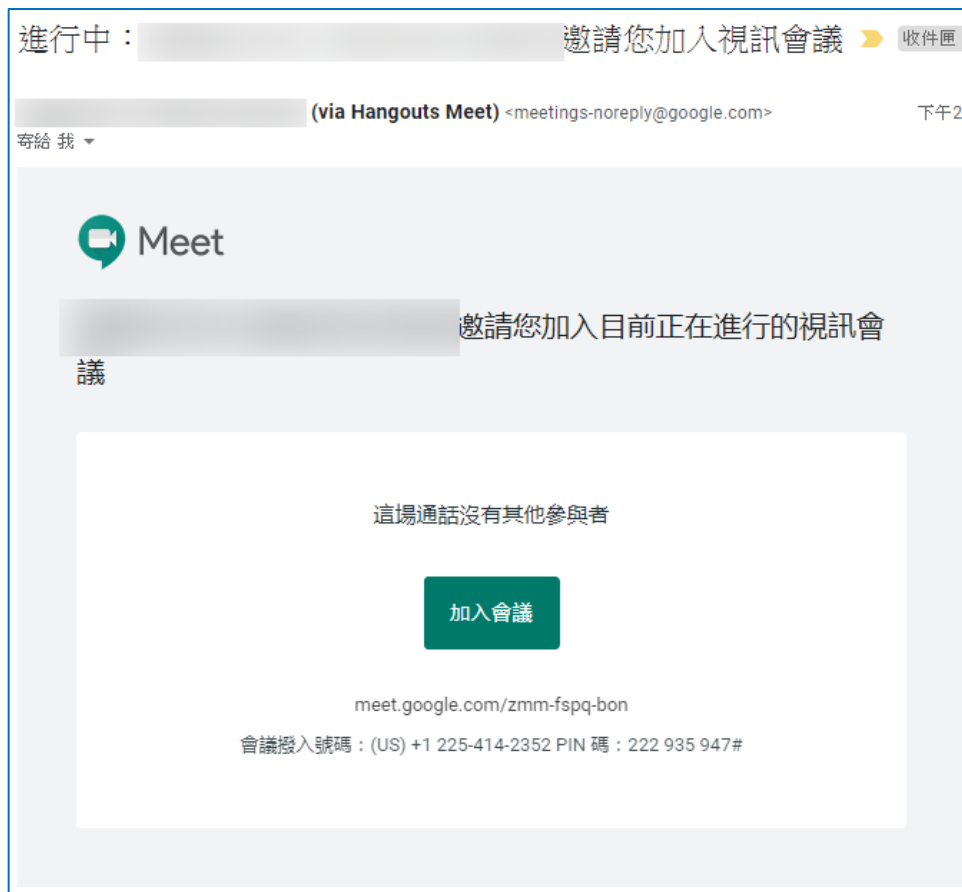 進行中：邀請您加入視訊會議 收件匣
(via Hangouts Meet) <meetings-noreply@google.com> 下午2
寄給 我
Meet
邀請您加入目前正在進行的視訊會
議
這場通話沒有其他參與者
加入會議
meet.google.com/zmm-fspq-bon
會議撥入號碼：(US) +1 225-414-2352 PIN 碼：222 935 947#